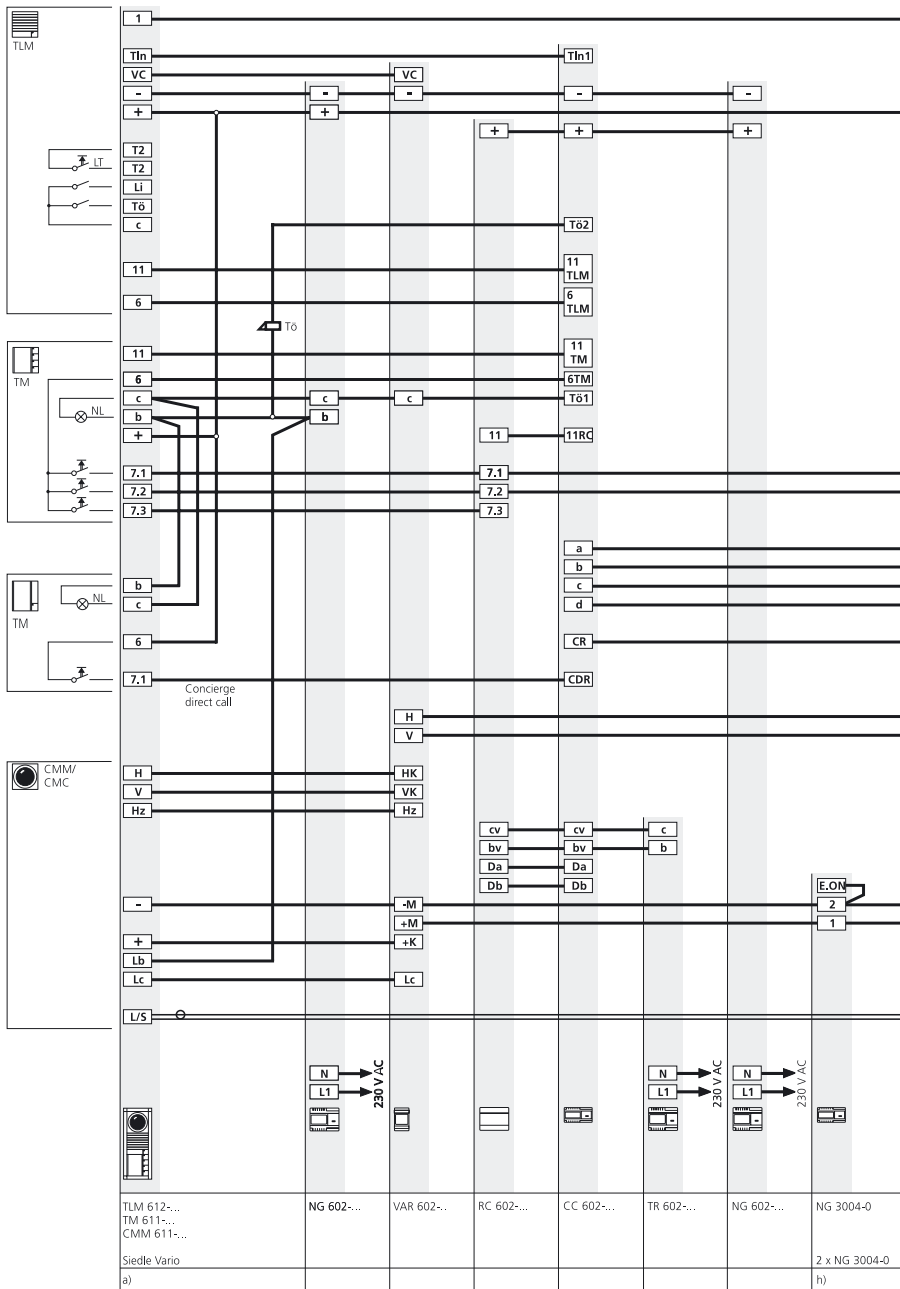 1
TLM
Tln Tln1
VC VC
- - - - -
+ +
+ + +
T2
LT
T2
Li
Tö
c Tö2
11 11 TLM
6 6 TLM
Tö
11 11 TM
TM
6 6TM
c c c Tö1
NL
b b
+ 11 11RC
7.1 7.1
7.2 7.2
7.3 7.3
a
b
b
c
NL
c d
TM
6 CR
7.1 CDR
Concierge
direct call
H
V
CMM/
CMC
H HK
V VK
Hz Hz
cv cv c
bv bv b
Da Da
Db Db E.ON
- -M 2
+M 1
+ +K
Lb
Lc Lc
L/S
N 230 V AC N 230 V AC N 230 V AC
L1 L1 L1
TLM 612-... NG 602-... VAR 602-.. RC 602-... CC 602-... TR 602-... NG 602-... NG 3004-0
TM 611-...
CMM 611-...
Siedle Vario 2 x NG 3004-0
a) h)